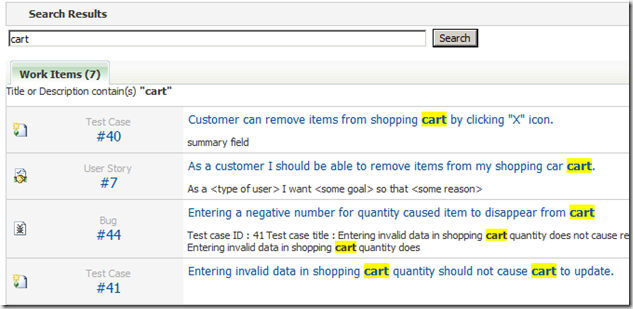 Search Results
cart Search
Work Items (7)
Title or Description contain(s) "cart"
Test Case
#40
Customer can remove items from shopping cart by clicking "X" icon.
summary field
User Story
#7
As a customer I should be able to remove items from my shopping car cart.
As a <type of user> I want <some goal> so that <some reason>
Bug
#44
Entering a negative number for quantity caused item to disappear from cart
Test case ID : 41 Test case title : Entering invalid data in shopping cart quantity does not cause re
Entering invalid data in shopping cart quantity does
Test Case
#41
Entering invalid data in shopping cart quantity should not cause cart to update.